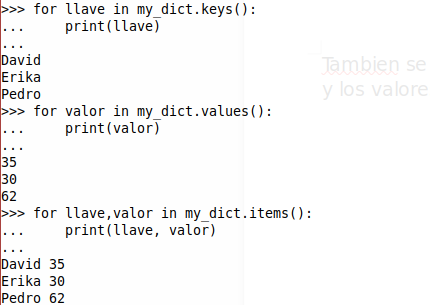 >>> for llave in my_dict.keys():
...     print(llave)
...
David
Erika
Pedro
>>> for valor in my_dict.values():
...     print(valor)
...
35
30
62
>>> for llave,valor in my_dict.items():
...     print(llave, valor)
...
David 35
Erika 30
Pedro 62
Tambien se
y los valore